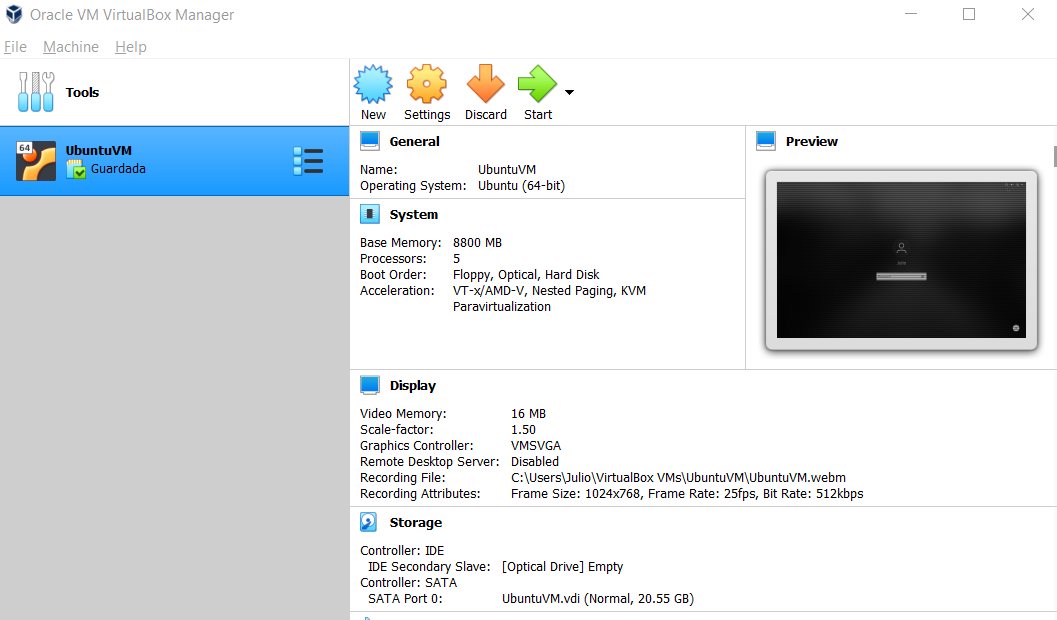 Oracle VM VirtualBox Manager
File Machine Help
Tools
New Settings Discard Start
64
UbuntuVM
Guardada
General
Name: UbuntuVM
Operating System: Ubuntu (64-bit)
Preview
System
Base Memory: 8800 MB
Processors: 5
Boot Order: Floppy, Optical, Hard Disk
Acceleration: VT-x/AMD-V, Nested Paging, KVM
Paravirtualization
Display
Video Memory: 16 MB
Scale-factor: 1.50
Graphics Controller: VMSVGA
Remote Desktop Server: Disabled
Recording File: C:\Users\Julio\VirtualBox VMs\UbuntuVM\UbuntuVM.webm
Recording Attributes: Frame Size: 1024x768, Frame Rate: 25fps, Bit Rate: 512kbps
Storage
Controller: IDE
IDE Secondary Slave: [Optical Drive] Empty
Controller: SATA
SATA Port 0: UbuntuVM.vdi (Normal, 20.55 GB)